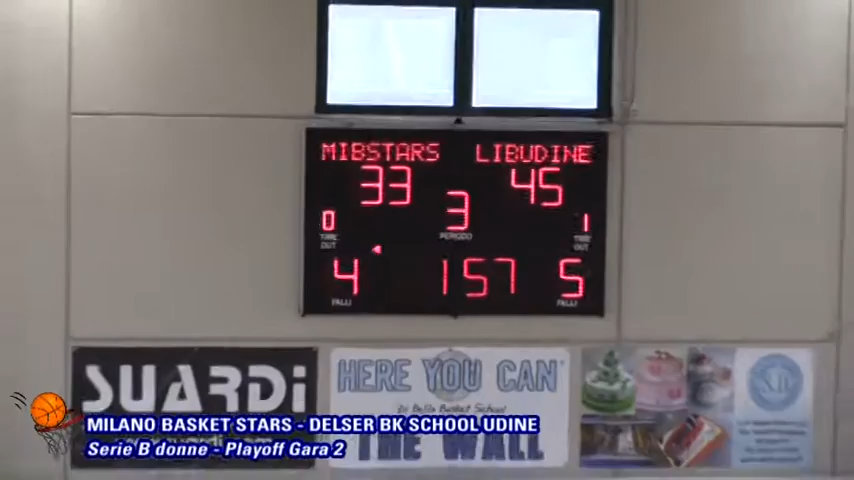 MIBSTARS LIBUDINE
33 45
3
0 1
TIME OUT PERIODO TIME OUT
4 157 5
FALLI FALLI
SUARDI
HERE YOU CAN
THE WALL
MILANO BASKET STARS - DELSER BK SCHOOL UDINE
Serie B donne - Playoff Gara 2